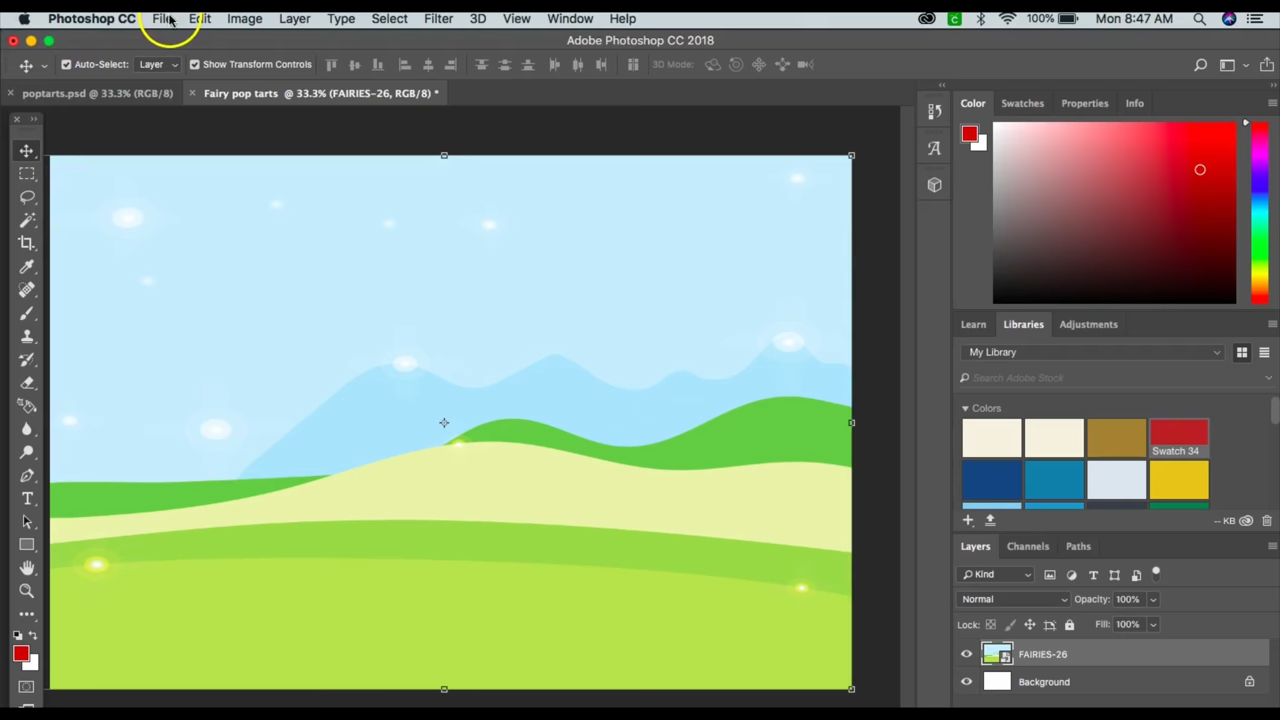 Photoshop CC File Edit Image Layer Type Select Filter 3D View Window Help 100% Mon 8:47 AM
Adobe Photoshop CC 2018
Auto-Select: Layer Show Transform Controls 3D Mode:
poptarts.psd @ 33.3% (RGB/8) Fairy pop tarts @ 33.3% (FAIRIES-26, RGB/8) *
Color Swatches Properties Info
Learn Libraries Adjustments
My Library
Search Adobe Stock
Colors
Swatch 34
-- KB
Layers Channels Paths
Kind
Normal Opacity: 100%
Lock: Fill: 100%
FAIRIES-26
Background